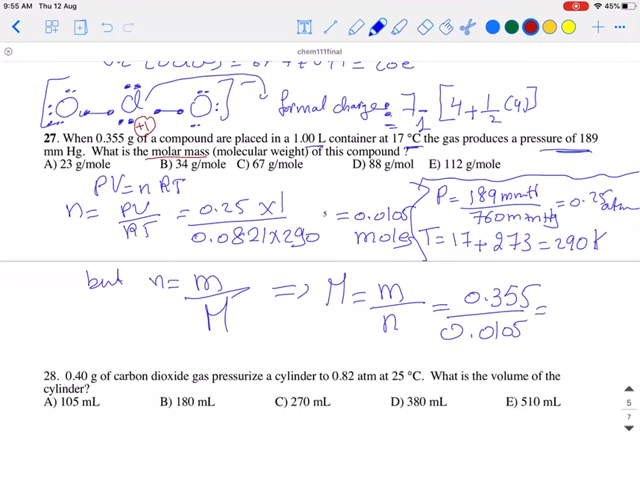 9:55 AM Thu 12 Aug
45%
chem111final
[:Ö — Cl — Ö:] formal charge = 7 - [4 + 1/2 (4)]
+1
27. When 0.355 g of a compound are placed in a 1.00 L container at 17 °C the gas produces a pressure of 189
mm Hg. What is the molar mass (molecular weight) of this compound ?
A) 23 g/mole B) 34 g/mole C) 67 g/mole D) 88 g/mol E) 112 g/mole
PV = n RT
n = PV/RT = 0.25 x 1/0.0821x290 = 0.0105 moles
P = 189 mmH/760 mmHg = 0.25 atm
T = 17 + 273 = 290 K
but n = m/M => M = m/n = 0.355/0.0105 =
28. 0.40 g of carbon dioxide gas pressurize a cylinder to 0.82 atm at 25 °C. What is the volume of the
cylinder?
A) 105 mL B) 180 mL C) 270 mL D) 380 mL E) 510 mL
5
7